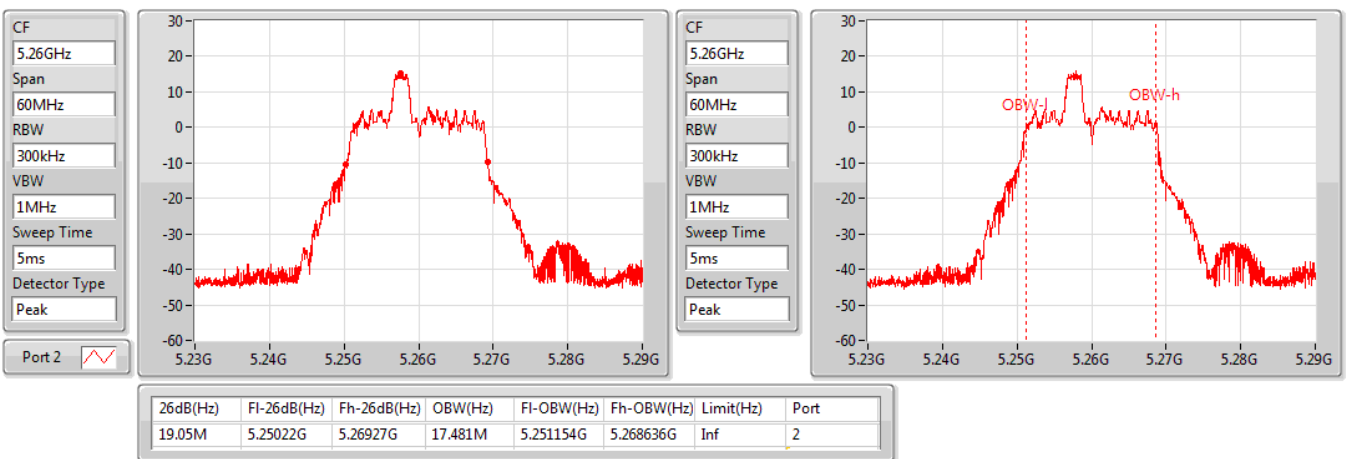 CF
5.26GHz
Span
60MHz
RBW
300kHz
VBW
1MHz
Sweep Time
5ms
Detector Type
Peak
Port 2
30
20
10
0
-10
-20
-30
-40
-50
-60
5.23G 5.24G 5.25G 5.26G 5.27G 5.28G 5.29G
CF
5.26GHz
Span
60MHz
RBW
300kHz
VBW
1MHz
Sweep Time
5ms
Detector Type
Peak
30
20
10
0
-10
-20
-30
-40
-50
-60
OBW-l
OBW-h
5.23G 5.24G 5.25G 5.26G 5.27G 5.28G 5.29G
26dB(Hz) Fl-26dB(Hz) Fh-26dB(Hz) OBW(Hz) Fl-OBW(Hz) Fh-OBW(Hz) Limit(Hz) Port
19.05M 5.25022G 5.26927G 17.481M 5.251154G 5.268636G Inf 2